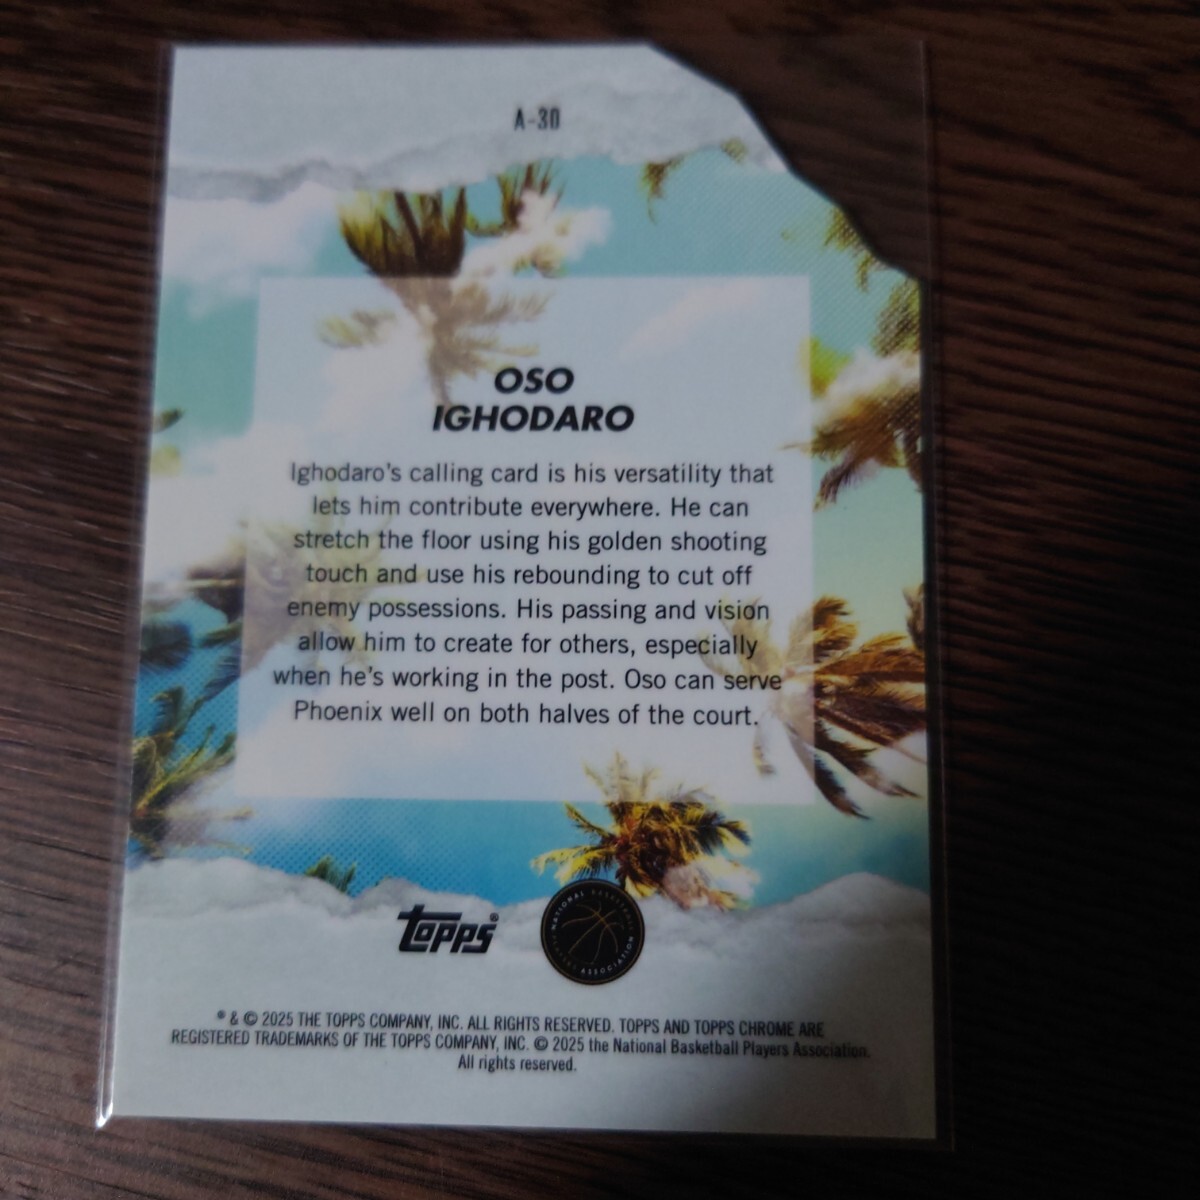 A-30
OSO
IGHODARO
Ighodaro's calling card is his versatility that
lets him contribute everywhere. He can
stretch the floor using his golden shooting
touch and use his rebounding to cut off
enemy possessions. His passing and vision
allow him to create for others, especially
when he's working in the post. Oso can serve
Phoenix well on both halves of the court.
topps®
NATIONAL BASKETBALL
PLAYERS ASSOCIATION
® & © 2025 THE TOPPS COMPANY, INC. ALL RIGHTS RESERVED. TOPPS AND TOPPS CHROME ARE
REGISTERED TRADEMARKS OF THE TOPPS COMPANY, INC. © 2025 the National Basketball Players Association.
All rights reserved.